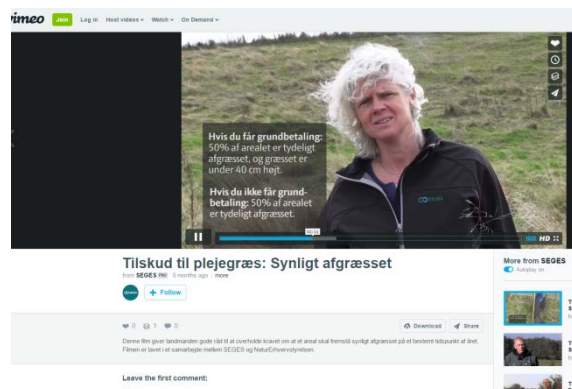 vimeo Join Log in Host videos Watch On Demand
Hvis du får grundbetaling:
50% af arealet er tydeligt
afgræsset, og græsset er
under 40 cm højt.
Hvis du ikke får grund-
betaling: 50% af arealet
er tydeligt afgræsset.
SEGES
HD
Tilskud til plejegræs: Synligt afgræsset
from SEGES PRO 8 months ago more
+ Follow
More from SEGES
Autoplay on
0 1 0
Download Share
Denne film giver landmanden gode råd til at overholde kravet om at et areal skal fremstå synligt afgræsset på et bestemt tidspunkt af året.
Filmen er lavet i et samarbejde mellem SEGES og NaturErhvervstyrelsen.
Leave the first comment: